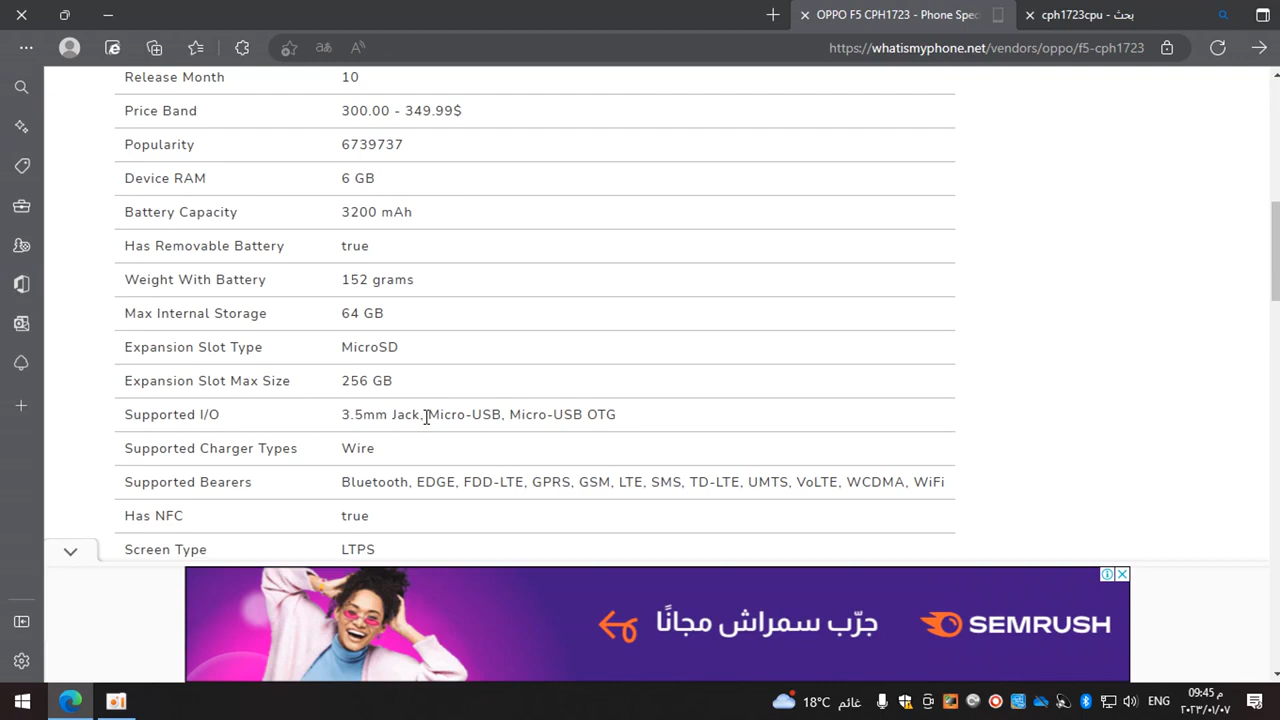 OPPO F5 CPH1723 - Phone Spec
cph1723cpu - بحث
https://whatismyphone.net/vendors/oppo/f5-cph1723
Release Month 10
Price Band 300.00 - 349.99$
Popularity 6739737
Device RAM 6 GB
Battery Capacity 3200 mAh
Has Removable Battery true
Weight With Battery 152 grams
Max Internal Storage 64 GB
Expansion Slot Type MicroSD
Expansion Slot Max Size 256 GB
Supported I/O 3.5mm Jack, Micro-USB, Micro-USB OTG
Supported Charger Types Wire
Supported Bearers Bluetooth, EDGE, FDD-LTE, GPRS, GSM, LTE, SMS, TD-LTE, UMTS, VoLTE, WCDMA, WiFi
Has NFC true
Screen Type LTPS
جرّب سمراش مجانًا
SEMRUSH
18°C غائم
ENG
09:45 م
٢٠٢٣/٠١/٠٧